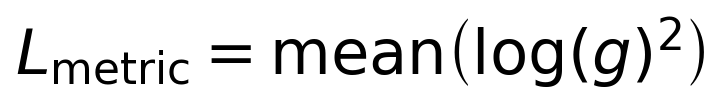 L_metric = mean(log(g)²)